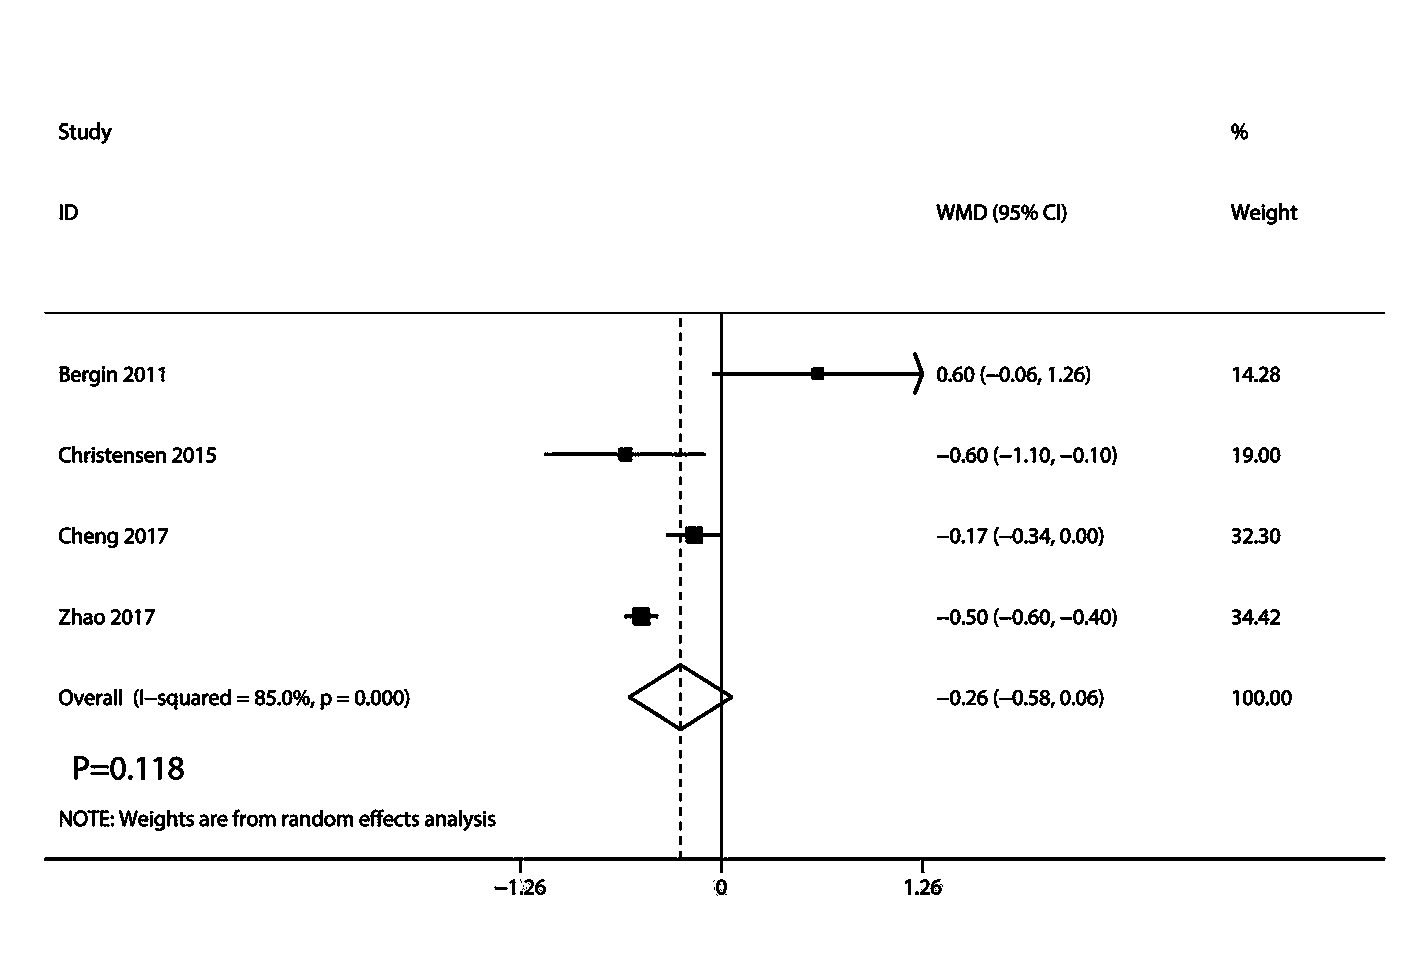 Study %
ID WMD (95% CI) Weight
Bergin 2011 0.60 (−0.06, 1.26) 14.28
Christensen 2015 −0.60 (−1.10, −0.10) 19.00
Cheng 2017 −0.17 (−0.34, 0.00) 32.30
Zhao 2017 −0.50 (−0.60, −0.40) 34.42
Overall (I−squared = 85.0%, p = 0.000) −0.26 (−0.58, 0.06) 100.00
P=0.118
NOTE: Weights are from random effects analysis
−1.26 0 1.26